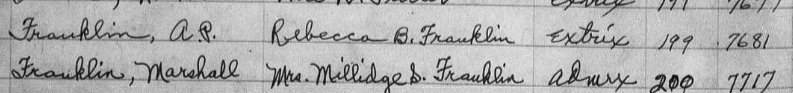 Franklin, A.P. Rebecca B. Franklin Extrix 199 7681
Franklin, Marshall Mrs. Millidge S. Franklin admrx 200 7717